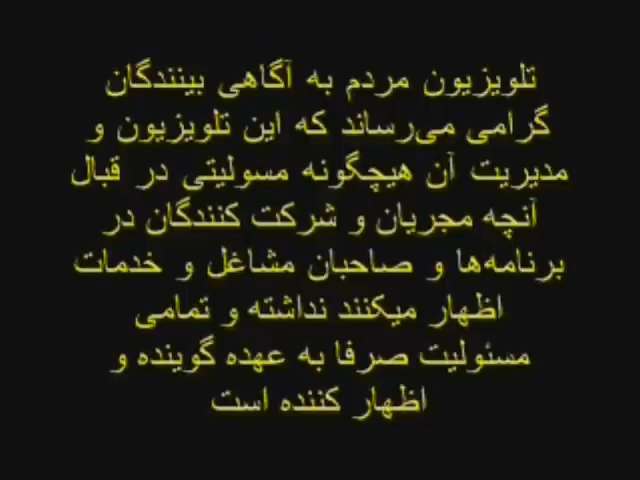 تلویزیون مردم به آگاهی بینندگان
گرامی می‌رساند که این تلویزیون و
مدیریت آن هیچگونه مسولیتی در قبال
آنچه مجریان و شرکت کنندگان در
برنامه‌ها و صاحبان مشاغل و خدمات
اظهار میکنند نداشته و تمامی
مسئولیت صرفا به عهده گوینده و
اظهار کننده است